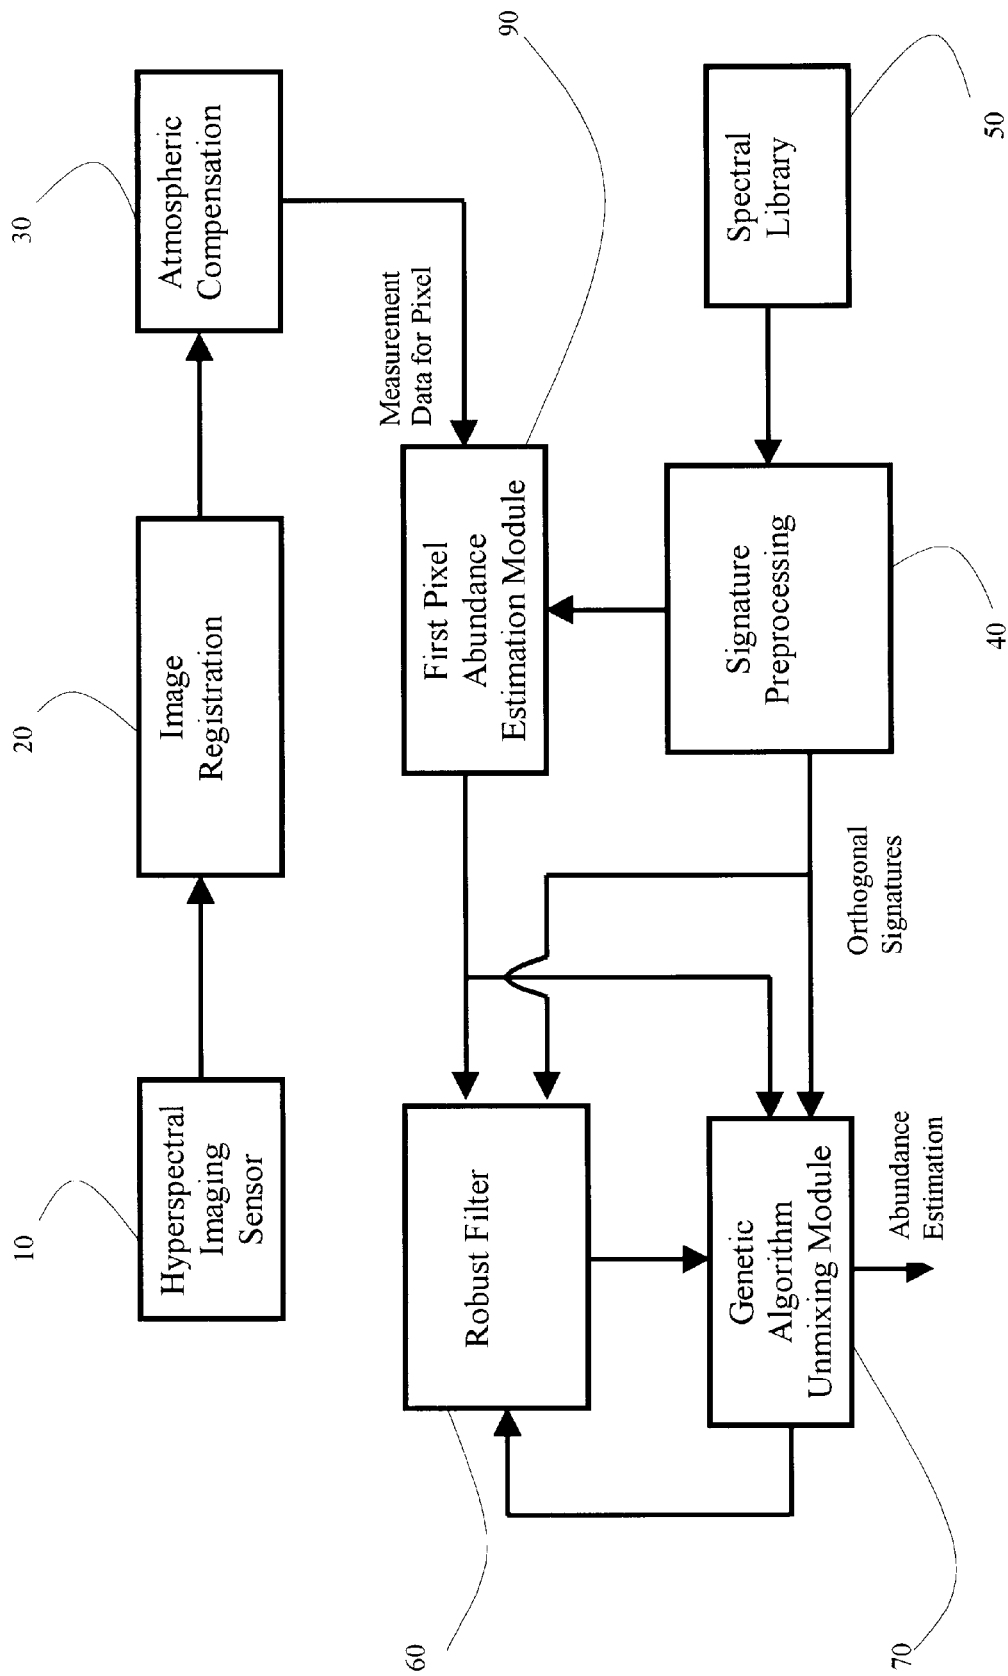 10
20
30
Hyperspectral
Imaging
Sensor
Image
Registration
Atmospheric
Compensation
Measurement
Data for Pixel
90
First Pixel
Abundance
Estimation Module
60
Robust Filter
Spectral
Library
50
Signature
Preprocessing
40
Orthogonal
Signatures
Genetic
Algorithm
Unmixing Module
70
Abundance
Estimation